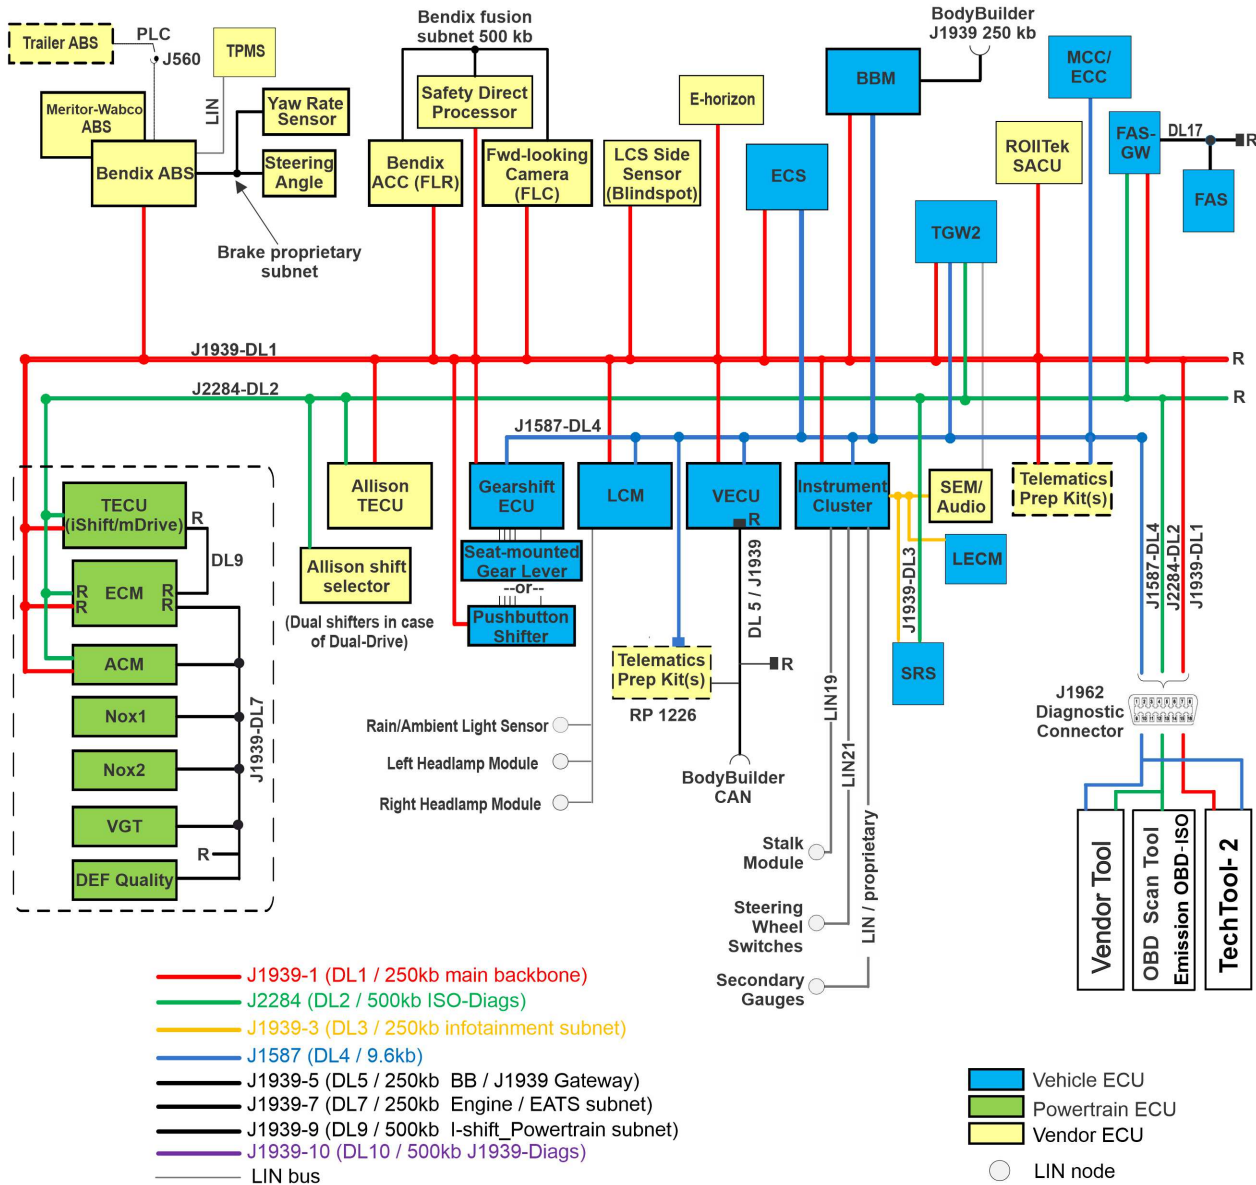 Trailer ABS
PLC
J560
TPMS
LIN
Meritor-Wabco
ABS
Bendix ABS
Yaw Rate
Sensor
Steering
Angle
Brake proprietary
subnet
Bendix fusion
subnet 500 kb
Safety Direct
Processor
Bendix
ACC (FLR)
Fwd-looking
Camera
(FLC)
LCS Side
Sensor
(Blindspot)
E-horizon
ECS
BBM
BodyBuilder
J1939 250 kb
TGW2
ROllTek
SACU
MCC/
ECC
FAS-
GW
DL17
R
FAS
J1939-DL1
R
J2284-DL2
R
J1587-DL4
TECU
(iShift/mDrive)
R
DL9
ECM
R
R
R
R
ACM
Nox1
Nox2
VGT
R
DEF Quality
J1939-DL7
Allison
TECU
Allison shift
selector
(Dual shifters in case
of Dual-Drive)
Gearshift
ECU
Seat-mounted
Gear Lever
--or--
Pushbutton
Shifter
LCM
VECU
R
DL 5 / J1939
R
Telematics
Prep Kit(s)
RP 1226
BodyBuilder
CAN
Rain/Ambient Light Sensor
Left Headlamp Module
Right Headlamp Module
Instrument
Cluster
SEM/
Audio
LECM
J1939-DL3
SRS
LIN19
LIN21
LIN / proprietary
Stalk
Module
Steering
Wheel
Switches
Secondary
Gauges
Telematics
Prep Kit(s)
J1587-DL4
J2284-DL2
J1939-DL1
J1962
Diagnostic
Connector
Vendor Tool
OBD Scan Tool
Emission OBD-ISO
TechTool- 2
J1939-1 (DL1 / 250kb main backbone)
J2284 (DL2 / 500kb ISO-Diags)
J1939-3 (DL3 / 250kb infotainment subnet)
J1587 (DL4 / 9.6kb)
J1939-5 (DL5 / 250kb BB / J1939 Gateway)
J1939-7 (DL7 / 250kb Engine / EATS subnet)
J1939-9 (DL9 / 500kb I-shift_Powertrain subnet)
J1939-10 (DL10 / 500kb J1939-Diags)
LIN bus
Vehicle ECU
Powertrain ECU
Vendor ECU
LIN node